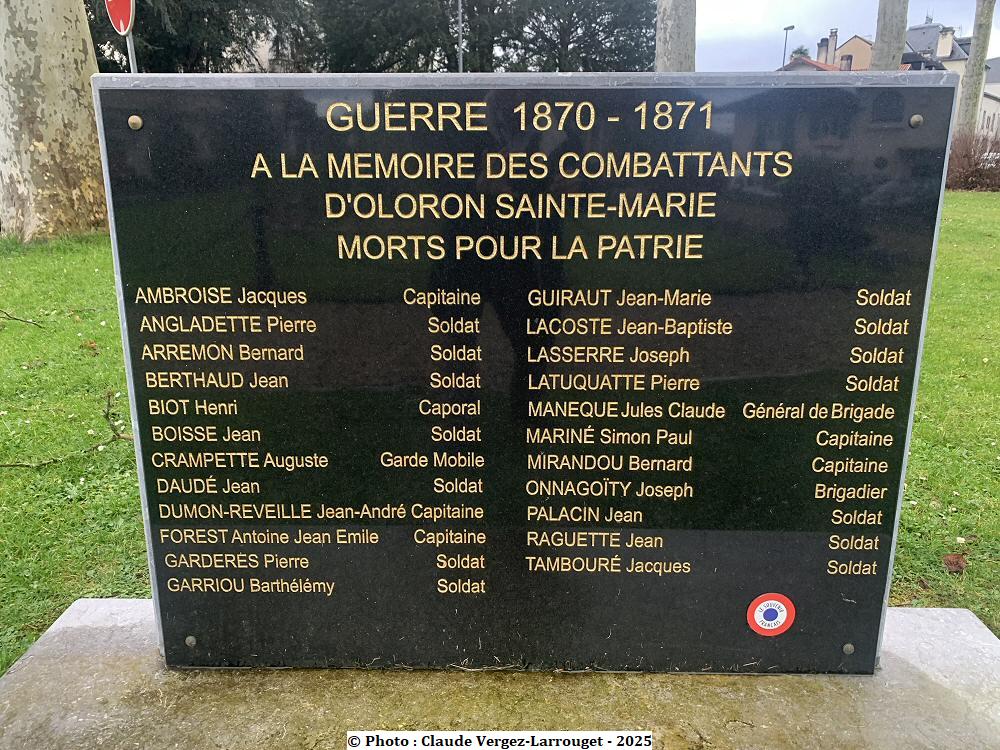 GUERRE 1870 - 1871
A LA MEMOIRE DES COMBATTANTS
D'OLORON SAINTE-MARIE
MORTS POUR LA PATRIE
AMBROISE Jacques Capitaine
ANGLADETTE Pierre Soldat
ARREMON Bernard Soldat
BERTHAUD Jean Soldat
BIOT Henri Caporal
BOISSE Jean Soldat
CRAMPETTE Auguste Garde Mobile
DAUDÉ Jean Soldat
DUMON-REVEILLE Jean-André Capitaine
FOREST Antoine Jean Emile Capitaine
GARDERÈS Pierre Soldat
GARRIOU Barthélémy Soldat
GUIRAUT Jean-Marie Soldat
LACOSTE Jean-Baptiste Soldat
LASSERRE Joseph Soldat
LATUQUATTE Pierre Soldat
MANEQUE Jules Claude Général de Brigade
MARINÉ Simon Paul Capitaine
MIRANDOU Bernard Capitaine
ONNAGOÏTY Joseph Brigadier
PALACIN Jean Soldat
RAGUETTE Jean Soldat
TAMBOURÉ Jacques Soldat
LE SOUVENIR FRANÇAIS
© Photo : Claude Vergez-Larrouget - 2025